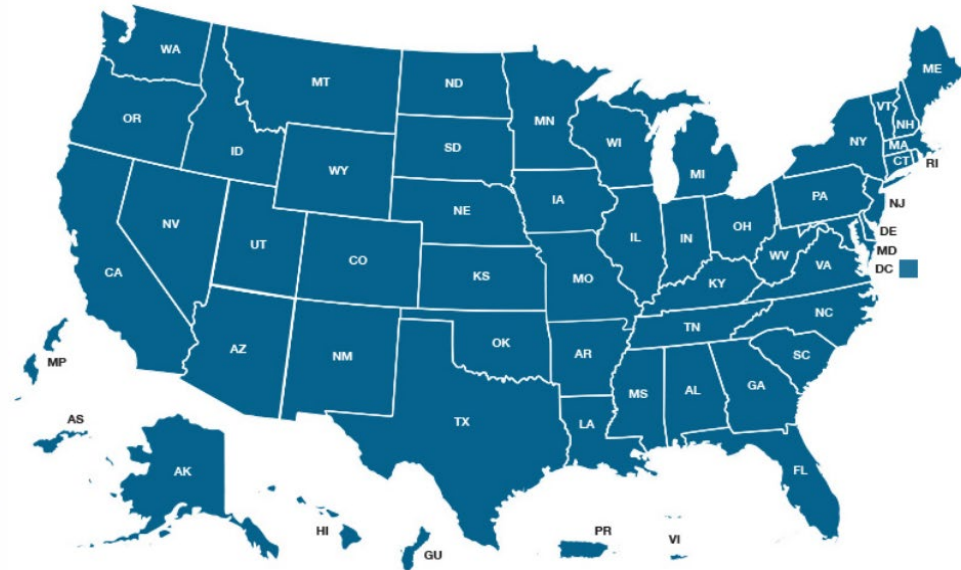 WA
MT
ND
MN
ME
VT
NH
OR
ID
SD
WI
NY
MA
CT
RI
WY
MI
PA
NJ
IA
NE
NV
UT
CO
IL
IN
OH
DE
MD
DC
WV
VA
CA
KS
MO
KY
NC
TN
AZ
NM
OK
AR
SC
MP
MS
AL
GA
AS
TX
LA
AK
FL
HI
GU
PR
VI